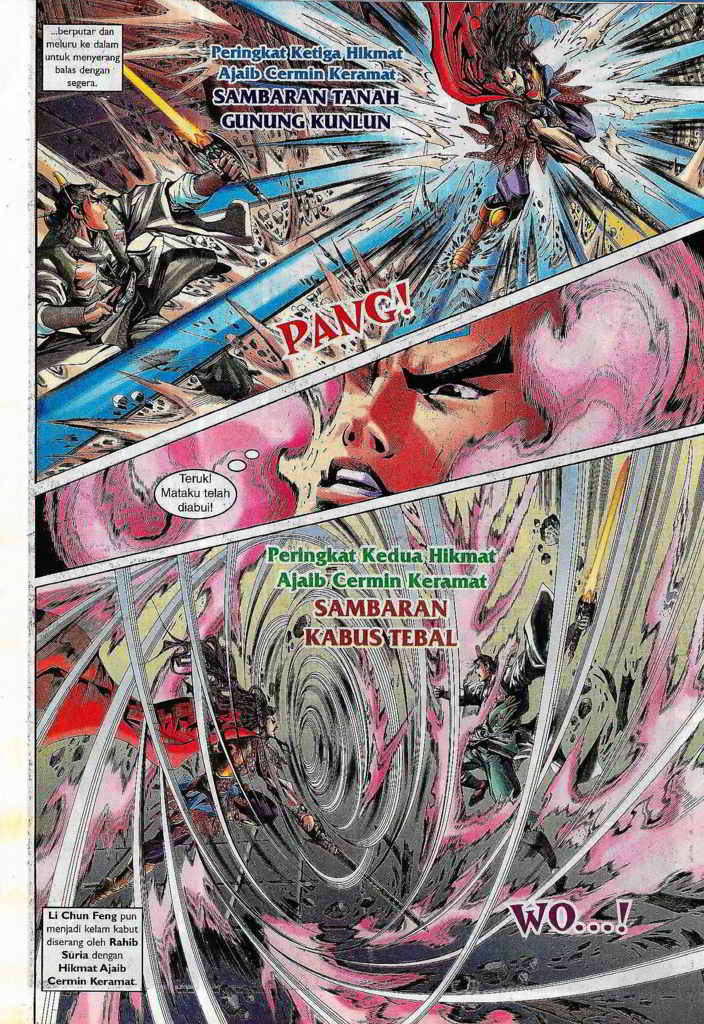 ...berputar dan
meluru ke dalam
untuk menyerang
balas dengan
segera.
Peringkat Ketiga Hikmat
Ajaib Cermin Keramat
SAMBARAN TANAH
GUNUNG KUNLUN
PANG!
Teruk!
Mataku telah
diabui!
Peringkat Kedua Hikmat
Ajaib Cermin Keramat
SAMBARAN
KABUS TEBAL
WO...!
Li Chun Feng pun
menjadi kelam kabut
diserang oleh Rahib
Suria dengan
Hikmat Ajaib
Cermin Keramat.